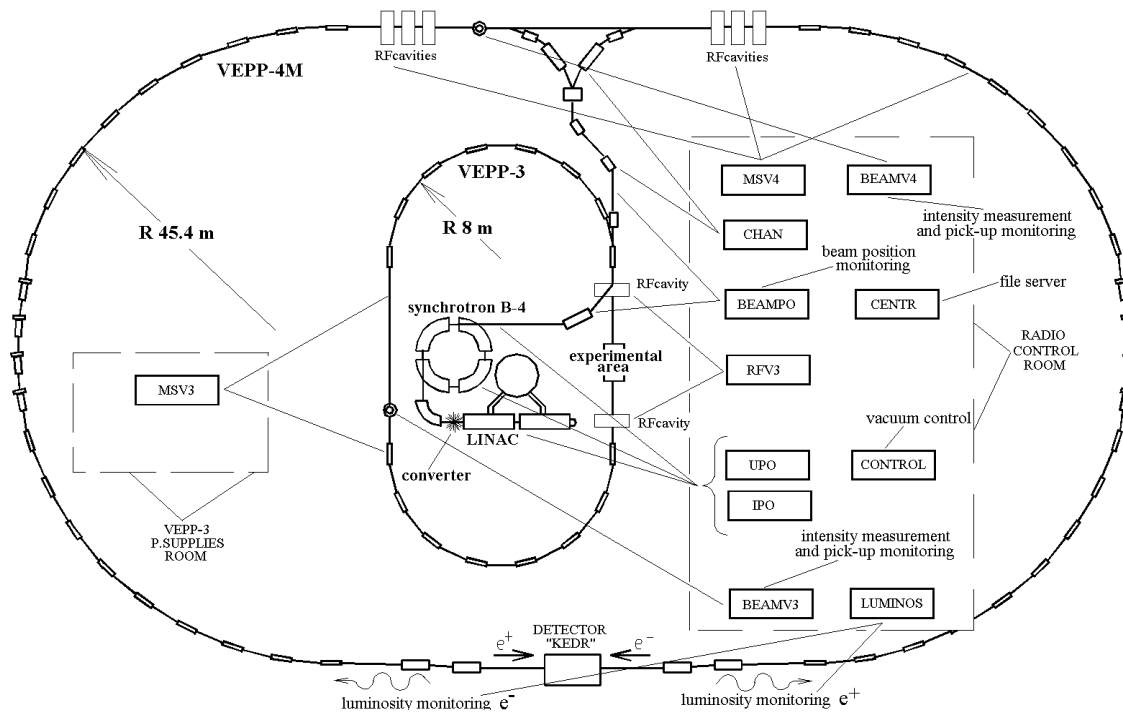 RFcavities
RFcavities
VEPP-4M
VEPP-3
MSV4
BEAMV4
R 45.4 m
R 8 m
intensity measurement
and pick-up monitoring
CHAN
beam position
monitoring
RFcavity
BEAMPO
CENTR
file server
synchrotron B-4
RADIO
CONTROL
ROOM
experimental
area
RFV3
MSV3
vacuum control
RFcavity
LINAC
converter
UPO
CONTROL
IPO
VEPP-3
P.SUPPLIES
ROOM
intensity measurement
and pick-up monitoring
BEAMV3
LUMINOS
DETECTOR
"KEDR"
e+
e-
luminosity monitoring e-
luminosity monitoring e+